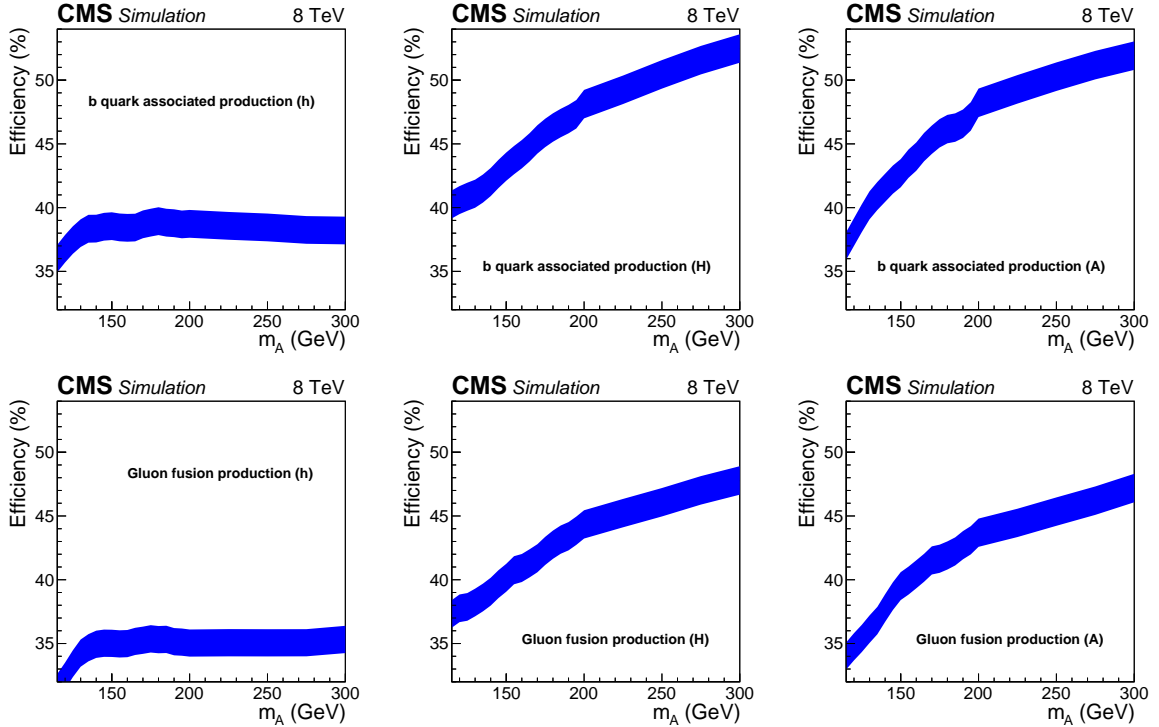 CMS Simulation 8 TeV
Efficiency (%)
50
45
40
35
b quark associated production (h)
150 200 250 300
m_A (GeV)
CMS Simulation 8 TeV
Efficiency (%)
50
45
40
35
b quark associated production (H)
150 200 250 300
m_A (GeV)
CMS Simulation 8 TeV
Efficiency (%)
50
45
40
35
b quark associated production (A)
150 200 250 300
m_A (GeV)
CMS Simulation 8 TeV
Efficiency (%)
50
45
40
35
Gluon fusion production (h)
150 200 250 300
m_A (GeV)
CMS Simulation 8 TeV
Efficiency (%)
50
45
40
35
Gluon fusion production (H)
150 200 250 300
m_A (GeV)
CMS Simulation 8 TeV
Efficiency (%)
50
45
40
35
Gluon fusion production (A)
150 200 250 300
m_A (GeV)